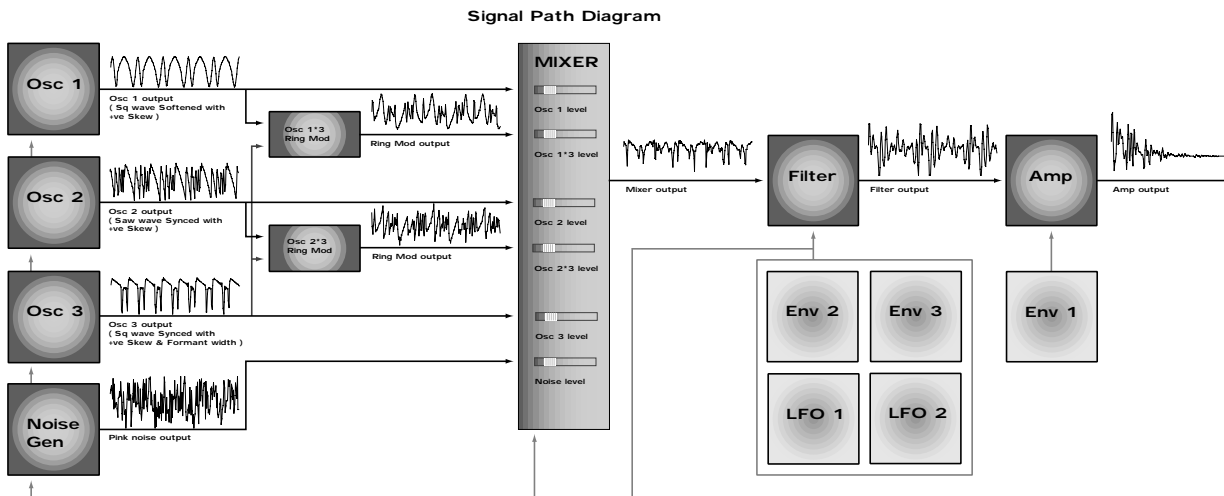 Signal Path Diagram
Osc 1
Osc 1 output
( Sq wave Softened with
+ve Skew )
Osc 1*3
Ring Mod
Ring Mod output
Osc 2
Osc 2 output
( Saw wave Synced with
+ve Skew )
Osc 2*3
Ring Mod
Ring Mod output
Osc 3
Osc 3 output
( Sq wave Synced with
+ve Skew & Formant width )
Noise
Gen
Pink noise output
MIXER
Osc 1 level
Osc 1*3 level
Osc 2 level
Osc 2*3 level
Osc 3 level
Noise level
Mixer output
Filter
Filter output
Amp
Amp output
Env 2
Env 3
Env 1
LFO 1
LFO 2